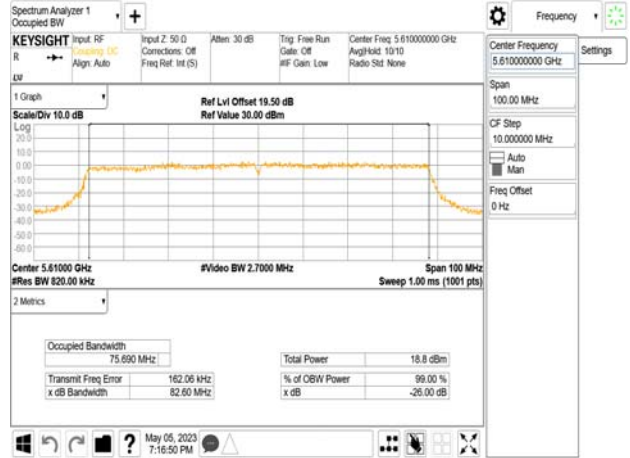 Spectrum Analyzer 1
Occupied BW
KEYSIGHT
R
Input: RF
Coupling: DC
Align: Auto
Input Z: 50 Ω
Corrections: Off
Freq Ref: Int (S)
Atten: 30 dB
Trig: Free Run
Gate: Off
#IF Gain: Low
Center Freq: 5.610000000 GHz
Avg|Hold: 10/10
Radio Std: None
1 Graph
Scale/Div 10.0 dB
Ref Lvl Offset 19.50 dB
Ref Value 30.00 dBm
Log
20.0
10.0
0.00
-10.0
-20.0
-30.0
-40.0
-50.0
-60.0
Center 5.61000 GHz
#Res BW 820.00 kHz
#Video BW 2.7000 MHz
Span 100 MHz
Sweep 1.00 ms (1001 pts)
2 Metrics
Occupied Bandwidth
75.690 MHz
Transmit Freq Error 162.06 kHz
x dB Bandwidth 82.60 MHz
Total Power 18.8 dBm
% of OBW Power 99.00 %
x dB -26.00 dB
May 05, 2023
7:16:50 PM
Frequency
Settings
Center Frequency
5.610000000 GHz
Span
100.00 MHz
CF Step
10.000000 MHz
Auto
Man
Freq Offset
0 Hz